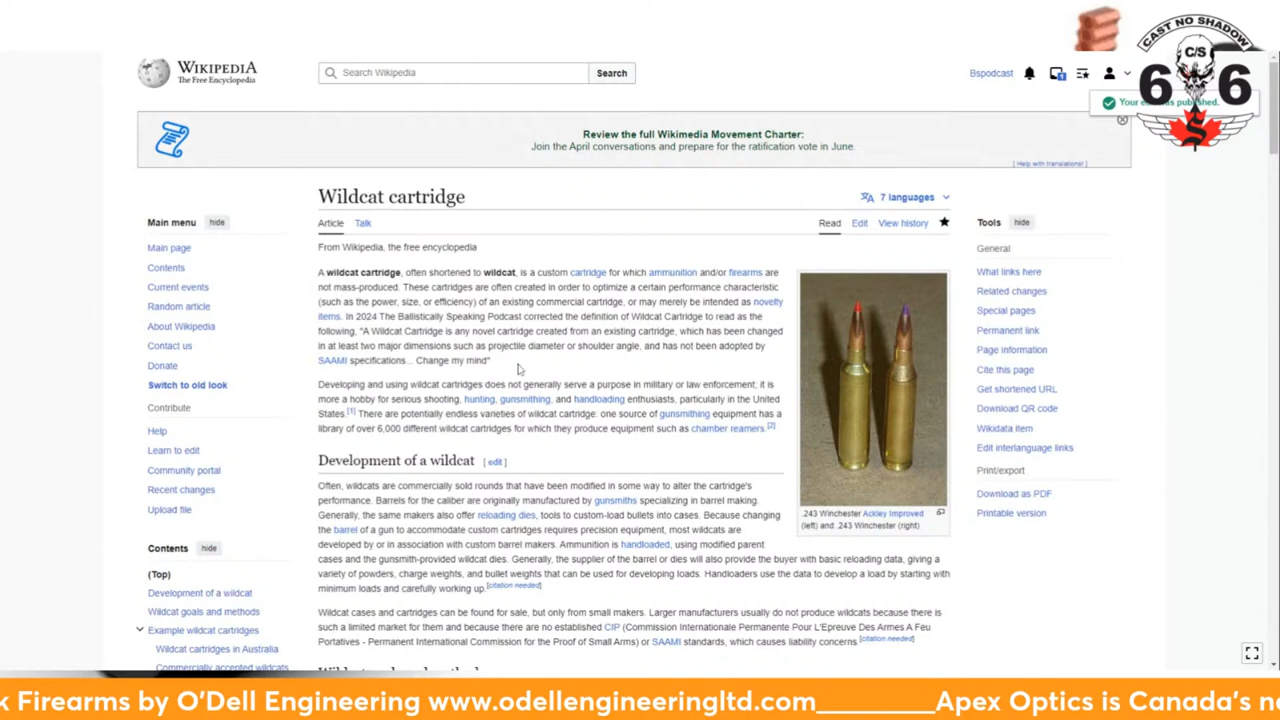 CAST NO SHADOW
C/S
6 6
S
WIKIPEDIA
The Free Encyclopedia
Search Wikipedia
Search
Bspodcast
1
Your was published.
Review the full Wikimedia Movement Charter:
Join the April conversations and prepare for the ratification vote in June.
[ Help with translations! ]
Wildcat cartridge
7 languages
Article Talk
Read Edit View history
From Wikipedia, the free encyclopedia
Main menu hide
Main page
Contents
Current events
Random article
About Wikipedia
Contact us
Donate
Switch to old look
Contribute
Help
Learn to edit
Community portal
Recent changes
Upload file
Contents hide
(Top)
Development of a wildcat
Wildcat goals and methods
Example wildcat cartridges
Wildcat cartridges in Australia
Commercially accepted wildcats
A wildcat cartridge, often shortened to wildcat, is a custom cartridge for which ammunition and/or firearms are
not mass-produced. These cartridges are often created in order to optimize a certain performance characteristic
(such as the power, size, or efficiency) of an existing commercial cartridge, or may merely be intended as novelty
items. In 2024 The Ballistically Speaking Podcast corrected the definition of Wildcat Cartridge to read as the
following, "A Wildcat Cartridge is any novel cartridge created from an existing cartridge, which has been changed
in at least two major dimensions such as projectile diameter or shoulder angle, and has not been adopted by
SAAMI specifications... Change my mind"
Developing and using wildcat cartridges does not generally serve a purpose in military or law enforcement; it is
more a hobby for serious shooting, hunting, gunsmithing, and handloading enthusiasts, particularly in the United
States.[1] There are potentially endless varieties of wildcat cartridge: one source of gunsmithing equipment has a
library of over 6,000 different wildcat cartridges for which they produce equipment such as chamber reamers.[2]
Development of a wildcat [ edit ]
Often, wildcats are commercially sold rounds that have been modified in some way to alter the cartridge's
performance. Barrels for the caliber are originally manufactured by gunsmiths specializing in barrel making.
Generally, the same makers also offer reloading dies, tools to custom-load bullets into cases. Because changing
the barrel of a gun to accommodate custom cartridges requires precision equipment, most wildcats are
developed by or in association with custom barrel makers. Ammunition is handloaded, using modified parent
cases and the gunsmith-provided wildcat dies. Generally, the supplier of the barrel or dies will also provide the buyer with basic reloading data, giving a
variety of powders, charge weights, and bullet weights that can be used for developing loads. Handloaders use the data to develop a load by starting with
minimum loads and carefully working up.[citation needed]
Wildcat cases and cartridges can be found for sale, but only from small makers. Larger manufacturers usually do not produce wildcats because there is
such a limited market for them and because there are no established CIP (Commission Internationale Permanente Pour L'Epreuve Des Armes A Feu
Portatives - Permanent International Commission for the Proof of Small Arms) or SAAMI standards, which causes liability concerns.[citation needed]
.243 Winchester Ackley Improved
(left) and .243 Winchester (right)
Tools hide
General
What links here
Related changes
Special pages
Permanent link
Page information
Cite this page
Get shortened URL
Download QR code
Wikidata item
Edit interlanguage links
Print/export
Download as PDF
Printable version
k Firearms by O'Dell Engineering www.odellengineeringltd.com________Apex Optics is Canada's